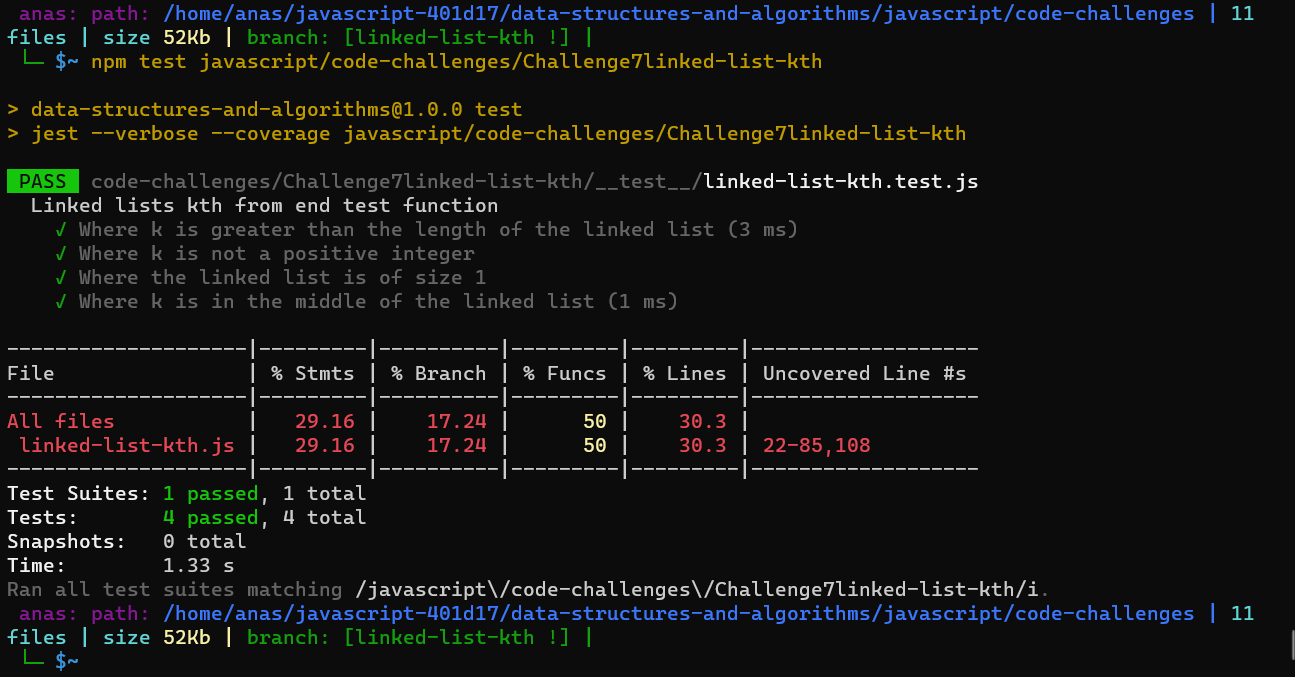 anas: path: /home/anas/javascript-401d17/data-structures-and-algorithms/javascript/code-challenges | 11
files | size 52Kb | branch: [linked-list-kth !] |
└─ $~ npm test javascript/code-challenges/Challenge7linked-list-kth
> data-structures-and-algorithms@1.0.0 test
> jest --verbose --coverage javascript/code-challenges/Challenge7linked-list-kth
PASS code-challenges/Challenge7linked-list-kth/__test__/linked-list-kth.test.js
Linked lists kth from end test function
√ Where k is greater than the length of the linked list (3 ms)
√ Where k is not a positive integer
√ Where the linked list is of size 1
√ Where k is in the middle of the linked list (1 ms)
--------------------|---------|----------|---------|---------|-------------------
File                | % Stmts | % Branch | % Funcs | % Lines | Uncovered Line #s
--------------------|---------|----------|---------|---------|-------------------
All files           |   29.16 |    17.24 |      50 |    30.3 |
linked-list-kth.js |   29.16 |    17.24 |      50 |    30.3 | 22-85,108
--------------------|---------|----------|---------|---------|-------------------
Test Suites: 1 passed, 1 total
Tests:       4 passed, 4 total
Snapshots:   0 total
Time:        1.33 s
Ran all test suites matching /javascript\/code-challenges\/Challenge7linked-list-kth/i.
anas: path: /home/anas/javascript-401d17/data-structures-and-algorithms/javascript/code-challenges | 11
files | size 52Kb | branch: [linked-list-kth !] |
└─ $~